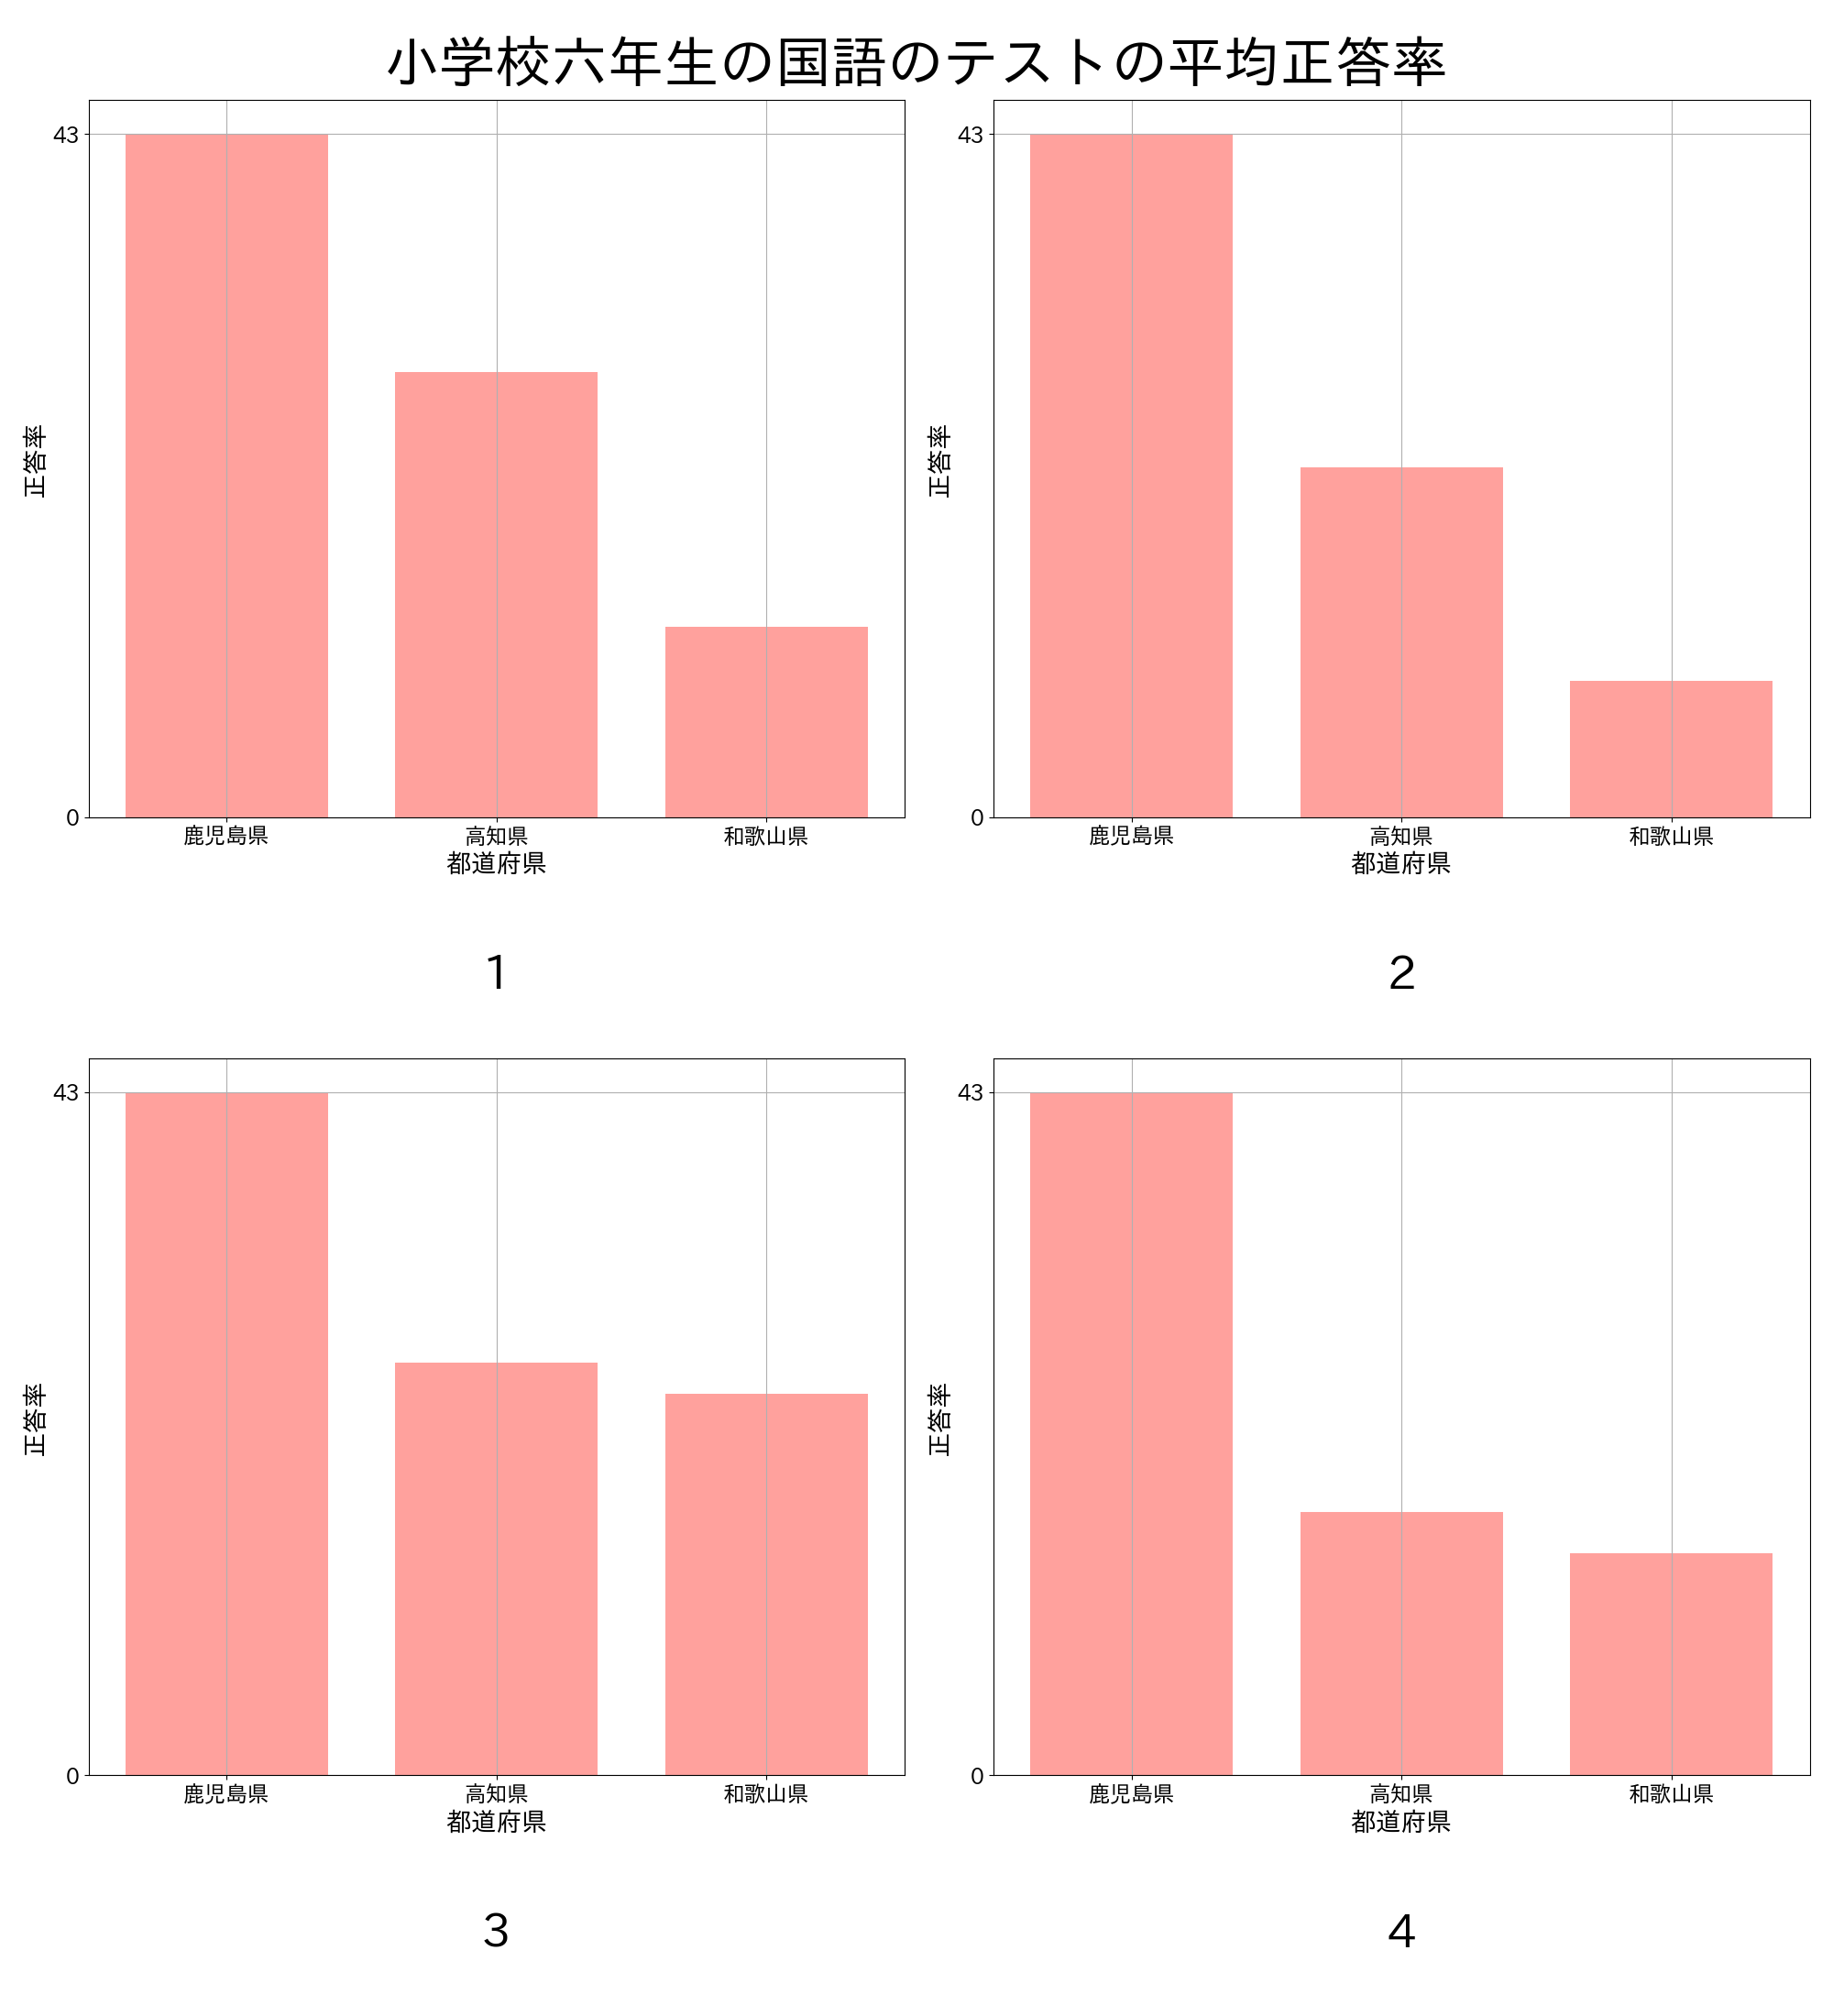 小学校六年生の国語のテストの平均正答率
43
正答率
0
鹿児島県 高知県 和歌山県
都道府県
1
43
正答率
0
鹿児島県 高知県 和歌山県
都道府県
2
43
正答率
0
鹿児島県 高知県 和歌山県
都道府県
3
43
正答率
0
鹿児島県 高知県 和歌山県
都道府県
4